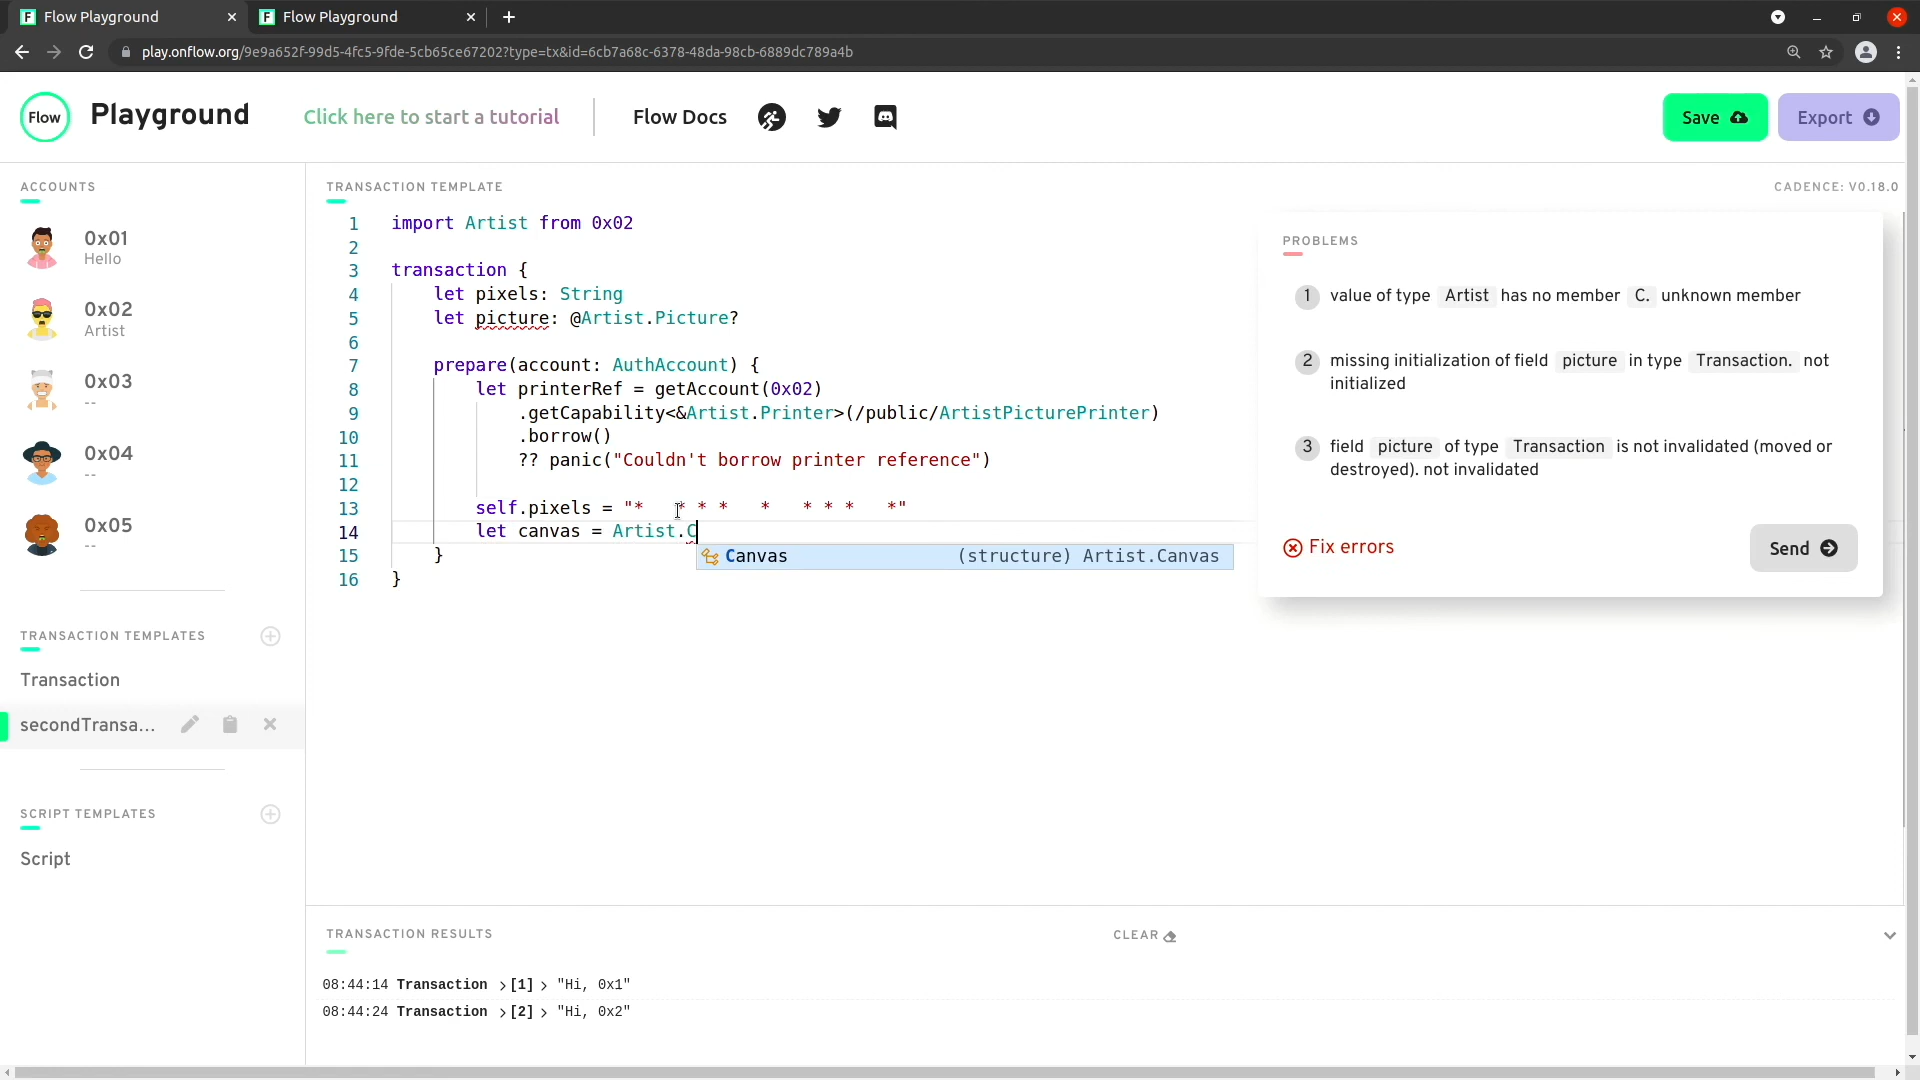 Flow Playground
Flow Playground
play.onflow.org/9e9a652f-99d5-4fc5-9fde-5cb65ce67202?type=tx&id=6cb7a68c-6378-48da-98cb-6889dc789a4b
Flow Playground
Click here to start a tutorial
Flow Docs
Save
Export
ACCOUNTS
0x01
Hello
0x02
Artist
0x03
--
0x04
--
0x05
--
TRANSACTION TEMPLATES
Transaction
secondTransa...
SCRIPT TEMPLATES
Script
TRANSACTION TEMPLATE
CADENCE: V0.18.0
1 import Artist from 0x02
2
3 transaction {
4 let pixels: String
5 let picture: @Artist.Picture?
6
7 prepare(account: AuthAccount) {
8 let printerRef = getAccount(0x02)
9 .getCapability<&Artist.Printer>(/public/ArtistPicturePrinter)
10 .borrow()
11 ?? panic("Couldn't borrow printer reference")
12
13 self.pixels = "*   * * *   *   * * *   *"
14 let canvas = Artist.C
Canvas (structure) Artist.Canvas
15 }
16 }
PROBLEMS
1 value of type Artist has no member C. unknown member
2 missing initialization of field picture in type Transaction. not
initialized
3 field picture of type Transaction is not invalidated (moved or
destroyed). not invalidated
Fix errors
Send
TRANSACTION RESULTS
CLEAR
08:44:14 Transaction >[1]> "Hi, 0x1"
08:44:24 Transaction >[2]> "Hi, 0x2"